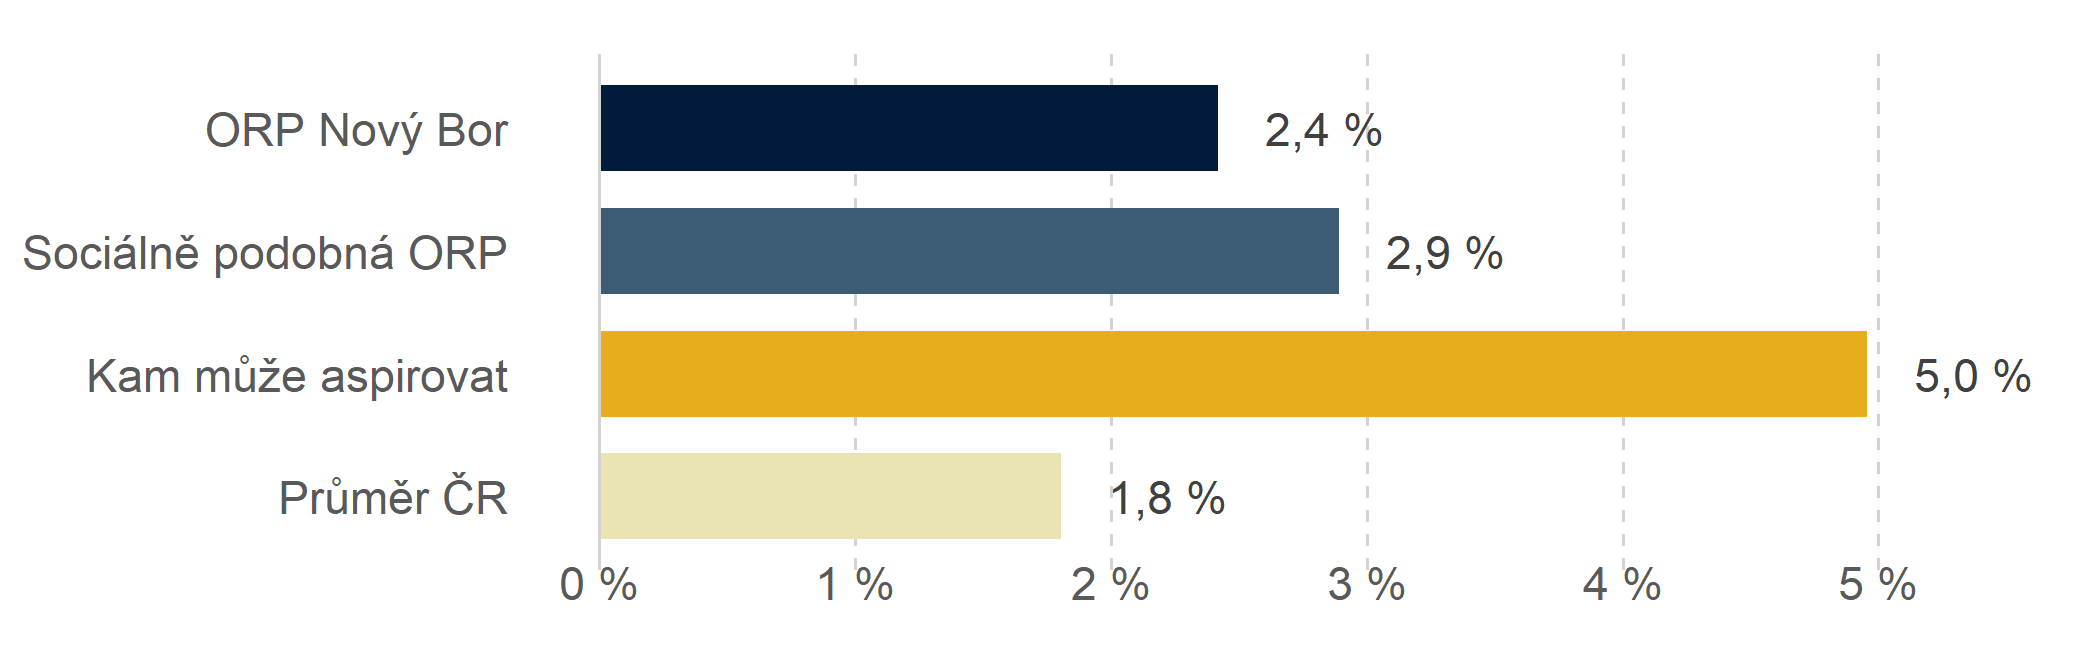 ORP Nový Bor
2,4 %
Sociálně podobná ORP
2,9 %
Kam může aspirovat
5,0 %
Průměr ČR
1,8 %
0 % 1 % 2 % 3 % 4 % 5 %